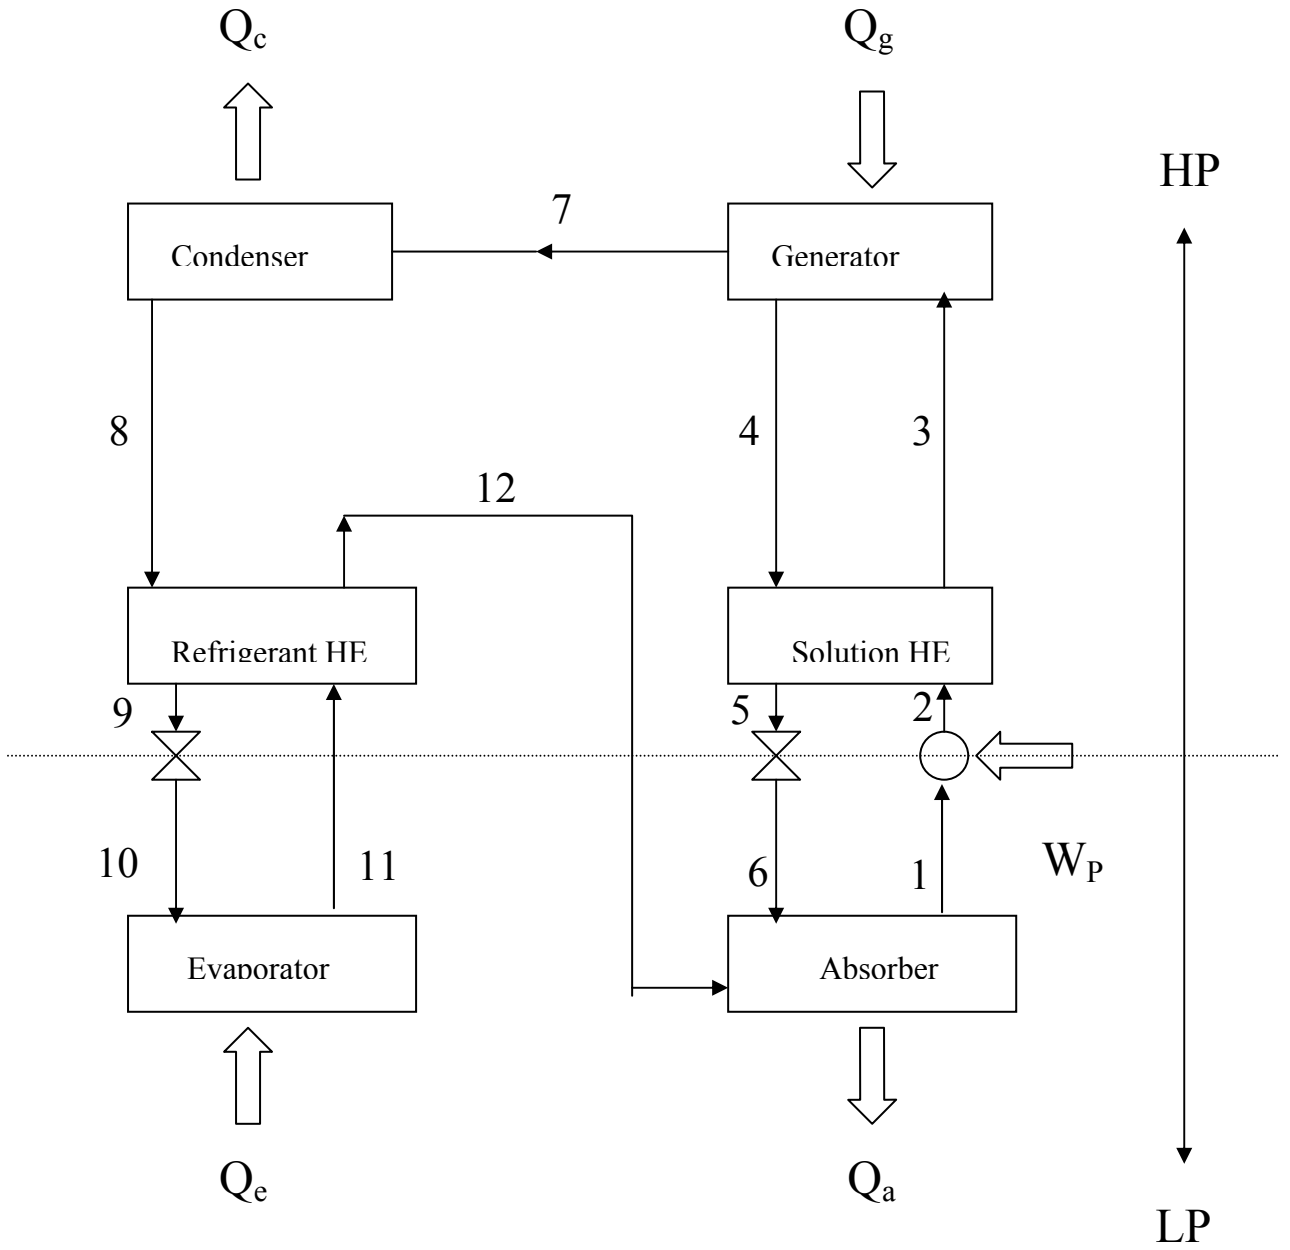 Qc
Qg
HP
7
Condenser
Generator
8
4
3
12
Refrigerant HE
Solution HE
9
5
2
10
11
6
1
WP
Evaporator
Absorber
Qe
Qa
LP